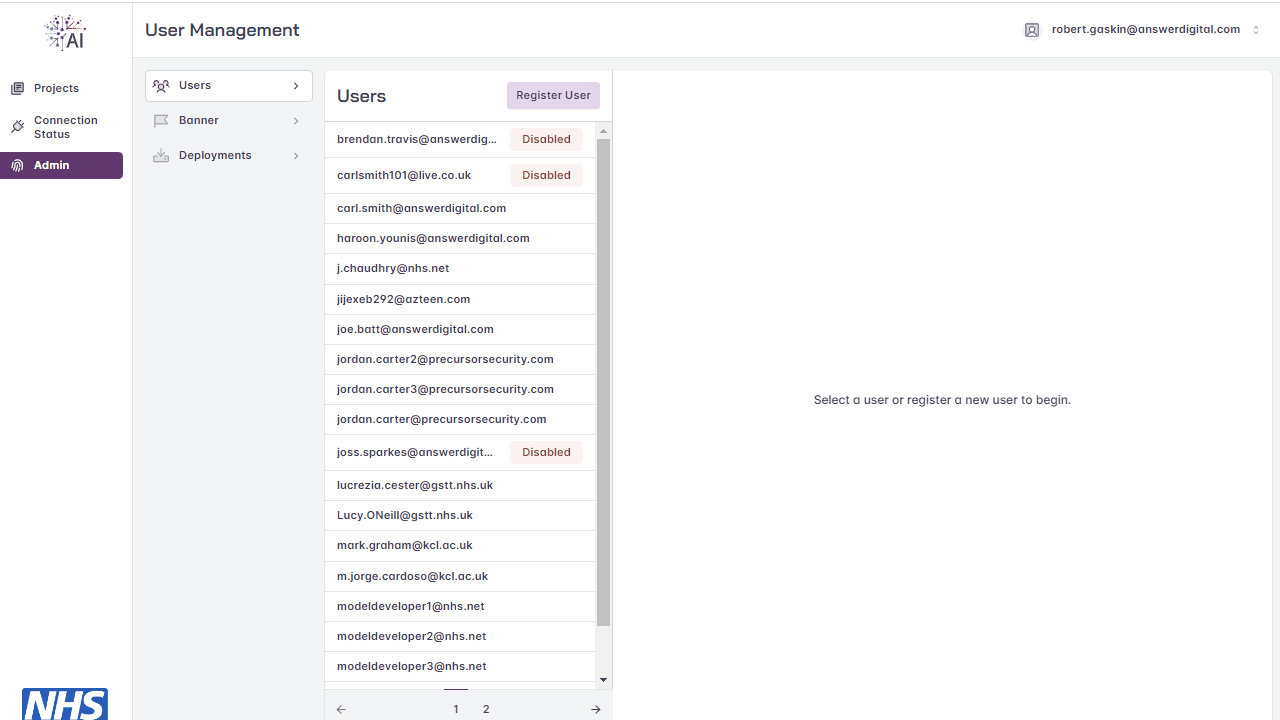 AI
User Management
robert.gaskin@answerdigital.com
Projects
Connection
Status
Admin
Users
Banner
Deployments
Users
Register User
brendan.travis@answerdig...
Disabled
carlsmith101@live.co.uk
Disabled
carl.smith@answerdigital.com
haroon.younis@answerdigital.com
j.chaudhry@nhs.net
jijexeb292@azteen.com
joe.batt@answerdigital.com
jordan.carter2@precursorsecurity.com
jordan.carter3@precursorsecurity.com
jordan.carter@precursorsecurity.com
joss.sparkes@answerdigit...
Disabled
lucrezia.cester@gstt.nhs.uk
Lucy.ONeill@gstt.nhs.uk
mark.graham@kcl.ac.uk
m.jorge.cardoso@kcl.ac.uk
modeldeveloper1@nhs.net
modeldeveloper2@nhs.net
modeldeveloper3@nhs.net
1
2
Select a user or register a new user to begin.
NHS